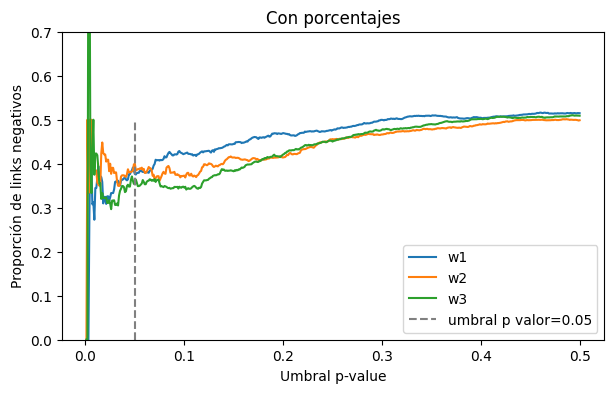 Con porcentajes
Proporción de links negativos
0.7
0.6
0.5
0.4
0.3
0.2
0.1
0.0
w1
w2
w3
umbral p valor=0.05
0.0 0.1 0.2 0.3 0.4 0.5
Umbral p-value